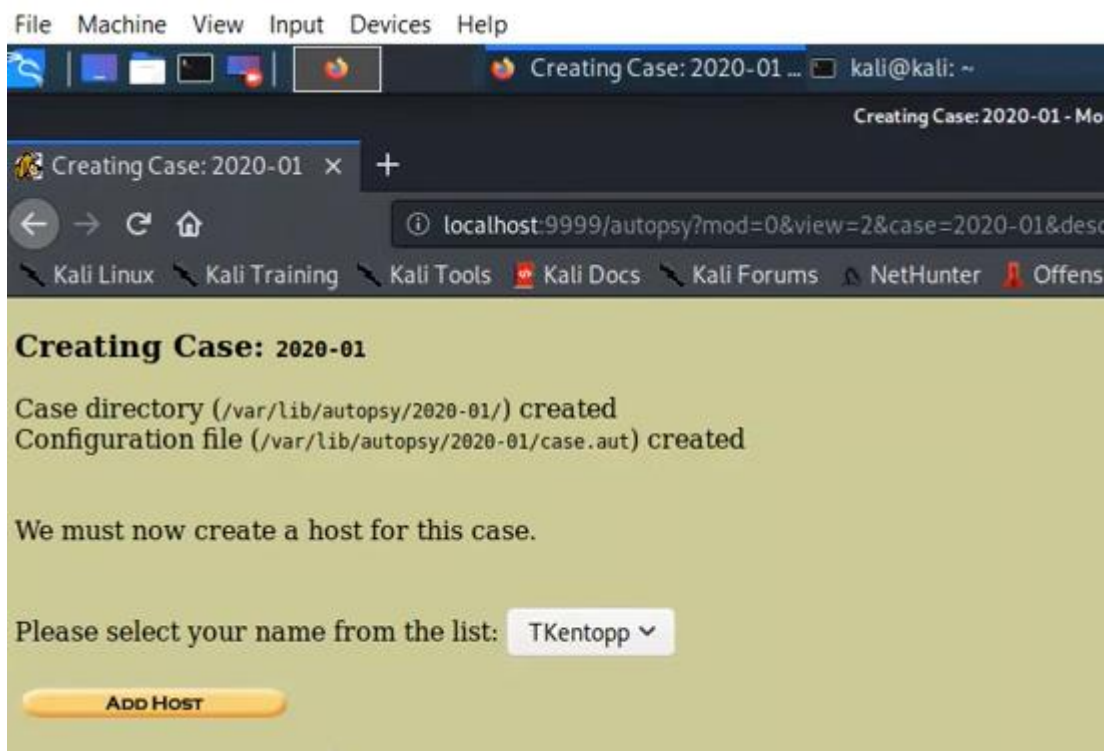 File Machine View Input Devices Help
Creating Case: 2020-01 ... kali@kali: ~
Creating Case: 2020-01 - Mo
Creating Case: 2020-01 × +
localhost:9999/autopsy?mod=0&view=2&case=2020-01&desc
Kali Linux Kali Training Kali Tools Kali Docs Kali Forums NetHunter Offens
Creating Case: 2020-01
Case directory (/var/lib/autopsy/2020-01/) created
Configuration file (/var/lib/autopsy/2020-01/case.aut) created
We must now create a host for this case.
Please select your name from the list: TKentopp
ADD HOST